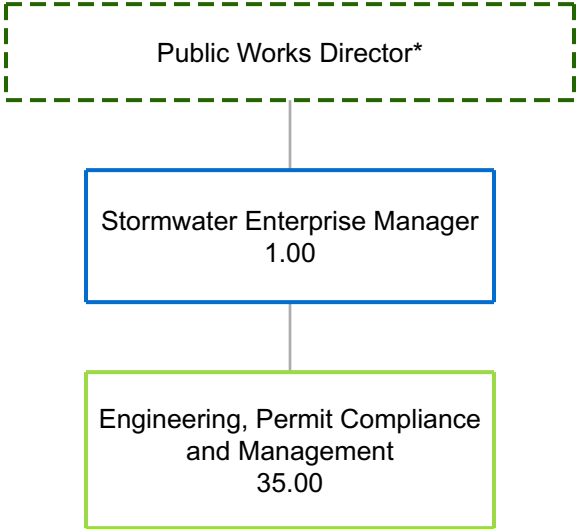 Public Works Director*
Stormwater Enterprise Manager
1.00
Engineering, Permit Compliance
and Management
35.00